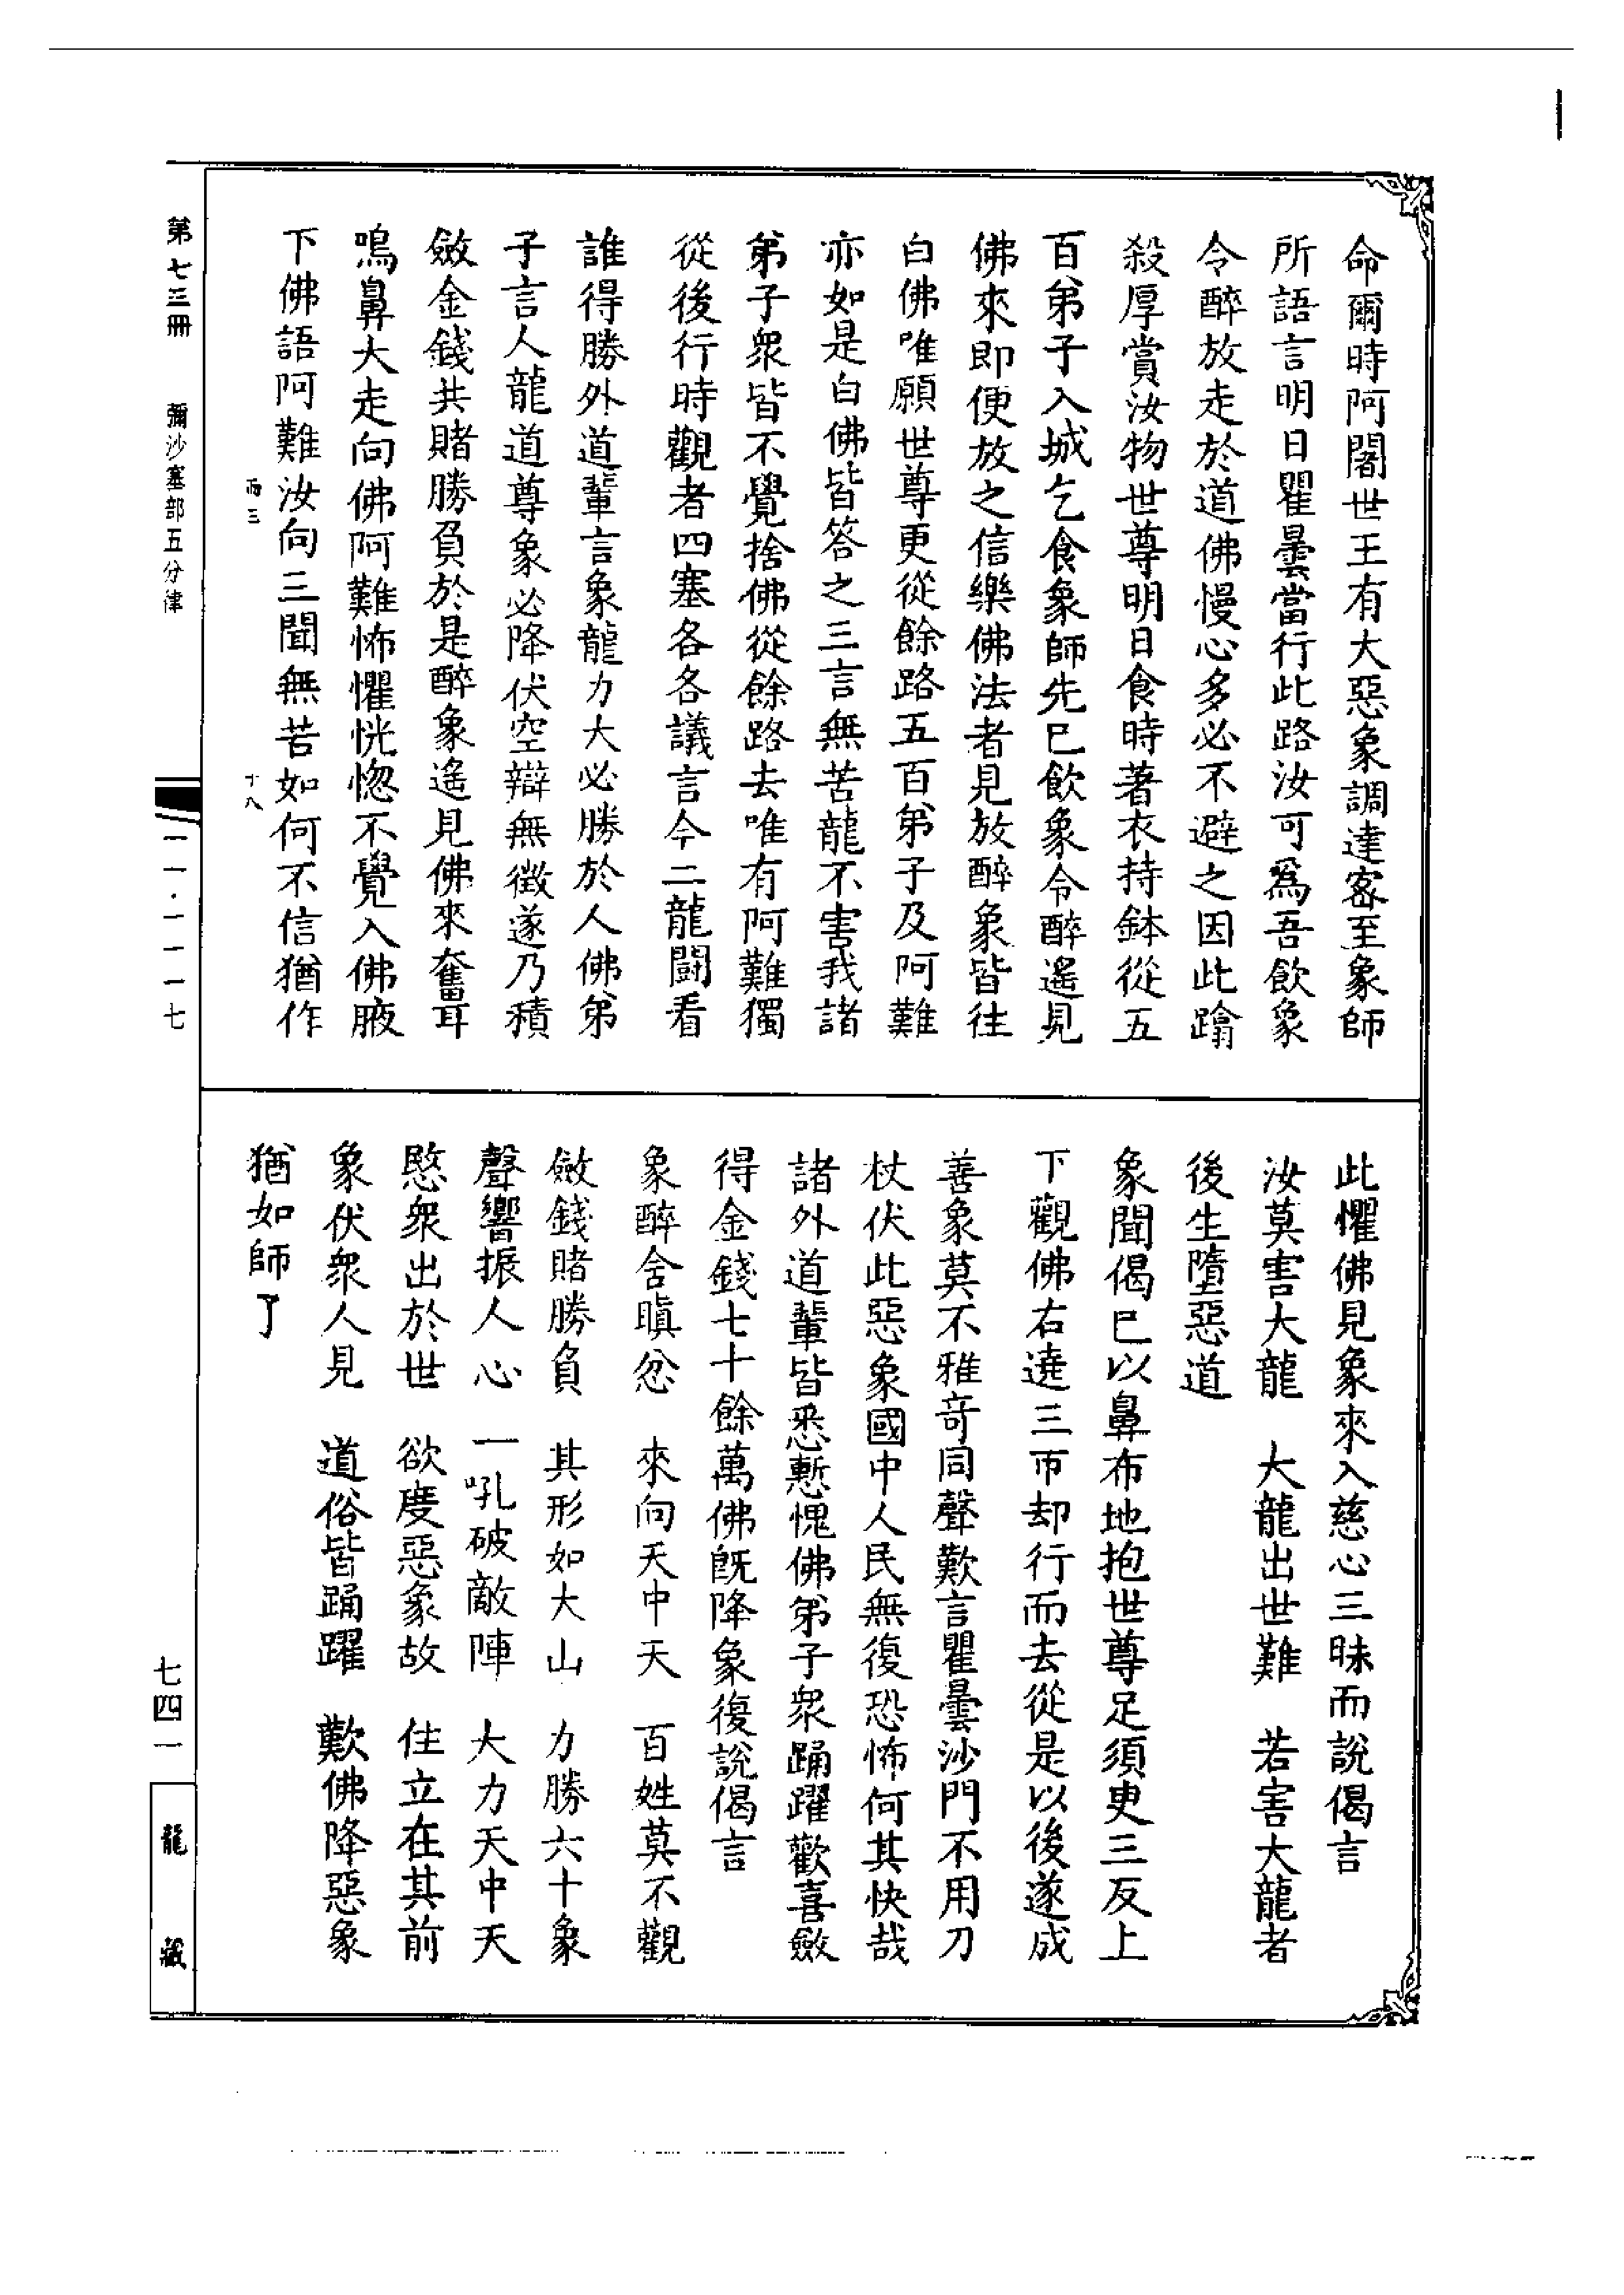 命爾時阿闍世王有大惡象調達密至象師
所語言明日瞿曇當行此路汝可爲吾飲象
令醉放走於道佛慢心多必不避之因此蹋
殺厚賞汝物世尊明日食時著衣持鉢從五
百弟子入城乞食象師先已飲象令醉遙見
佛來即便放之信樂佛法者見放醉象皆往
白佛唯願世尊更從餘路五百弟子及阿難
亦如是白佛皆答之三言無苦龍不害我諸
弟子衆皆不覺捨佛從餘路去唯有阿難獨
從後行時觀者四塞各各議言今二龍鬪看
誰得勝外道輩言象龍力大必勝於人佛弟
子言人龍道尊象必降伏空辯無徵遂乃積
斂金錢共賭勝負於是醉象遙見佛來奮耳
鳴鼻大走向佛阿難怖懼恍惚不覺入佛腋
下佛語阿難汝向三聞無苦如何不信猶作
此懼佛見象來入慈心三昧而說偈言
汝莫害大龍　大龍出世難　若害大龍者
後生墮惡道
象聞偈已以鼻布地抱世尊足須臾三反上
下觀佛右遶三帀却行而去從是以後遂成
善象莫不雅奇同聲歎言瞿曇沙門不用刀
杖伏此惡象國中人民無復恐怖何其快哉
諸外道輩皆悉慙愧佛弟子衆踊躍歡喜斂
得金錢七十餘萬佛旣降象復說偈言
象醉含瞋忿　來向天中天　百姓莫不觀
斂錢賭勝負　其形如大山　力勝六十象
聲響振人心　一吼破敵陣　大力天中天
愍衆出於世　欲度惡象故　住立在其前
象伏衆人見　道俗皆踊躍　歎佛降惡象
猶如師了
第七三冊　彌沙塞部五分律
而三
十八
一一·一一一七
七四一
龍藏